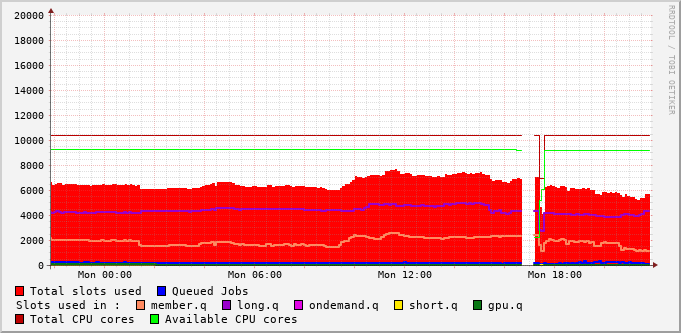 20000
18000
16000
14000
12000
10000
8000
6000
4000
2000
0
Mon 00:00 Mon 06:00 Mon 12:00 Mon 18:00
Total slots used Queued Jobs
Slots used in : member.q long.q ondemand.q short.q gpu.q
Total CPU cores Available CPU cores
RRDTOOL / TOBI OETIKER